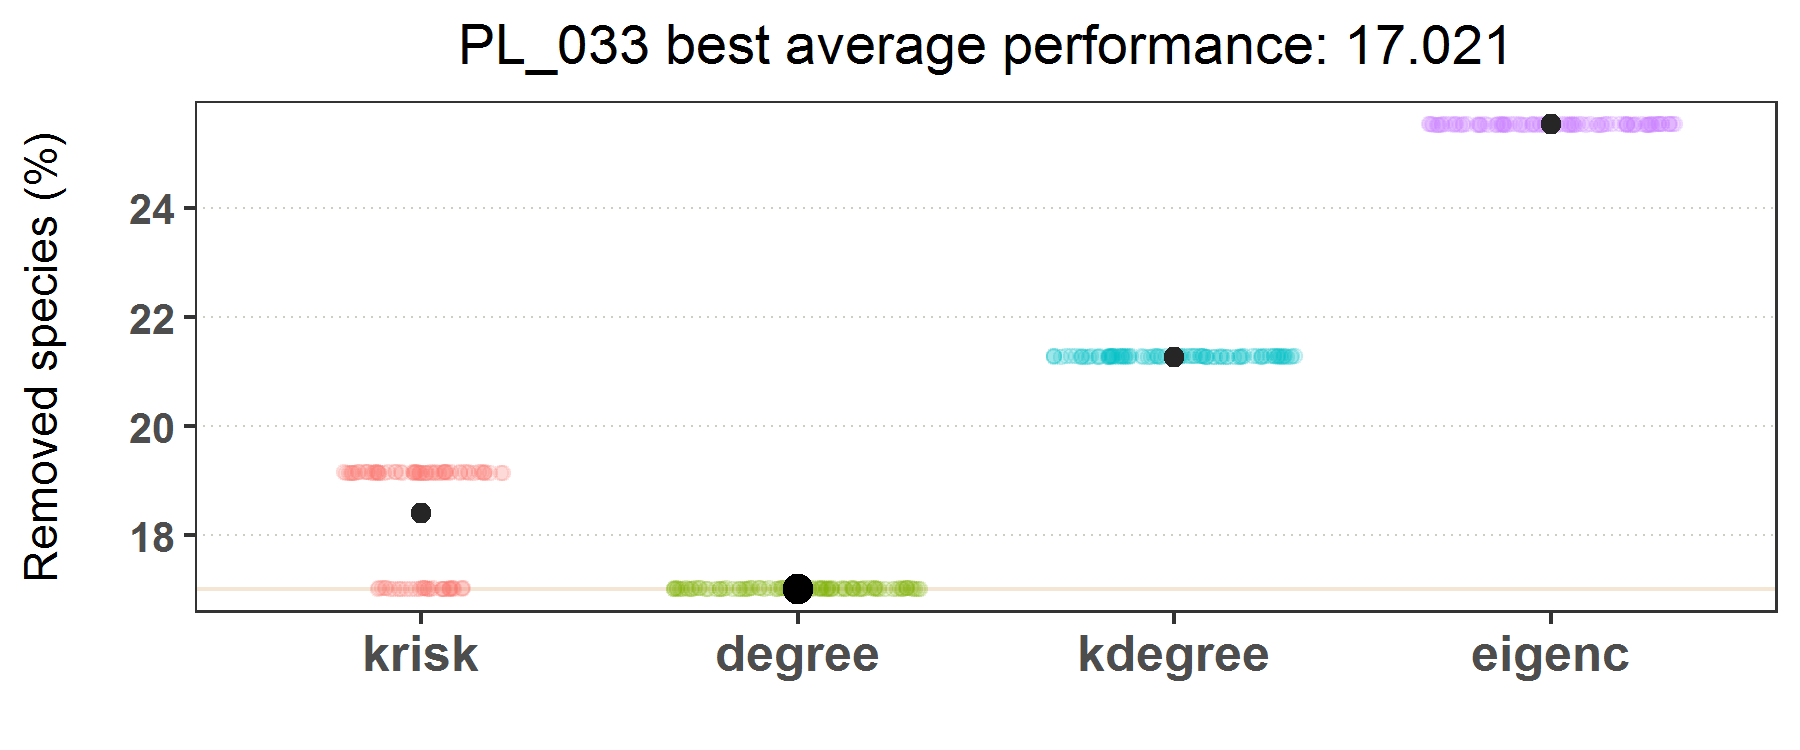 PL_033 best average performance: 17.021
Removed species (%)
24
22
20
18
krisk degree kdegree eigenc